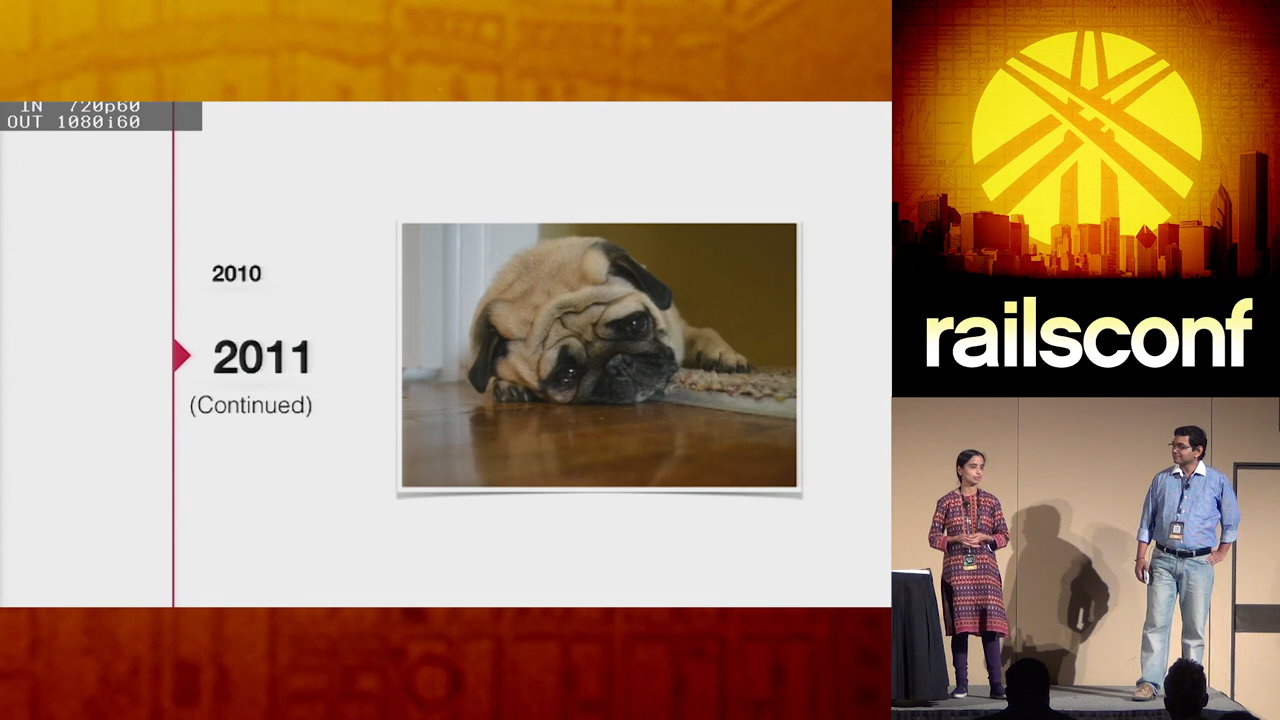 IN 720p60
OUT 1080i60
2010
2011
(Continued)
railsconf